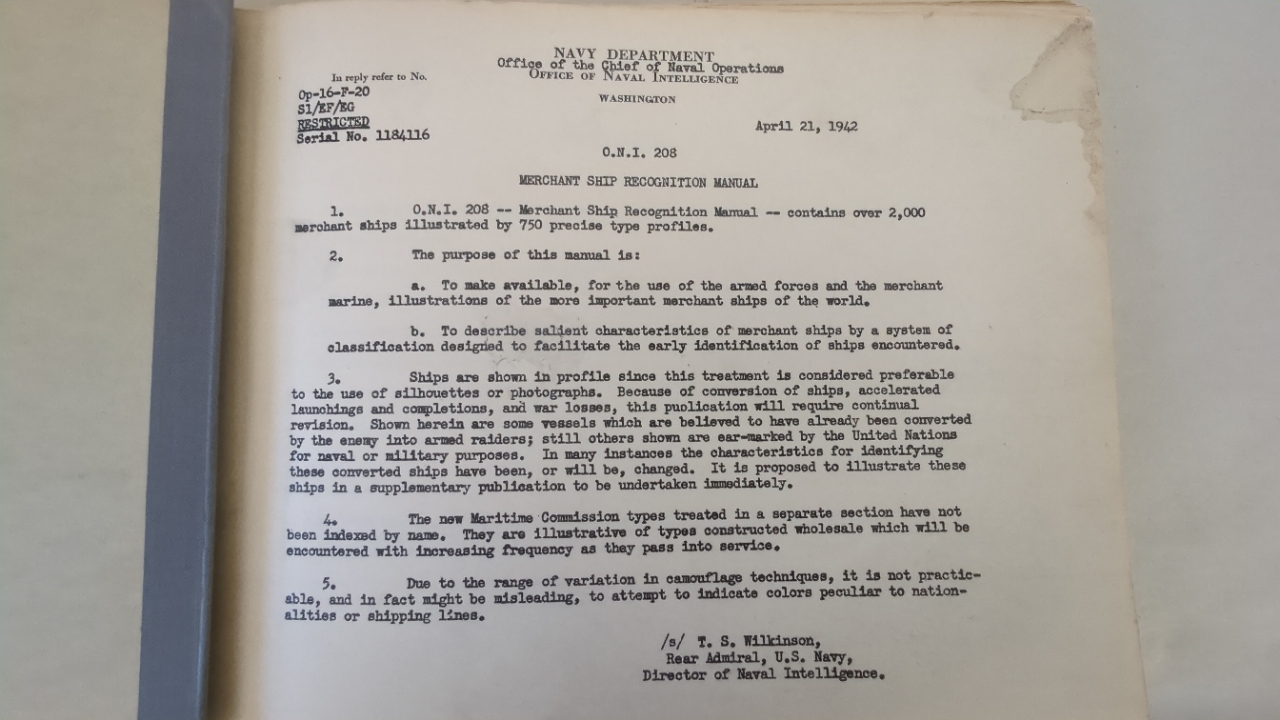 NAVY DEPARTMENT
Office of the Chief of Naval Operations
OFFICE OF NAVAL INTELLIGENCE
WASHINGTON
In reply refer to No.
Op-16-F-20
S1/EF/EG
RESTRICTED
Serial No. 1184116
April 21, 1942
O.N.I. 208
MERCHANT SHIP RECOGNITION MANUAL
1. O.N.I. 208 -- Merchant Ship Recognition Manual -- contains over 2,000
merchant ships illustrated by 750 precise type profiles.
2. The purpose of this manual is:
a. To make available, for the use of the armed forces and the merchant
marine, illustrations of the more important merchant ships of the world.
b. To describe salient characteristics of merchant ships by a system of
classification designed to facilitate the early identification of ships encountered.
3. Ships are shown in profile since this treatment is considered preferable
to the use of silhouettes or photographs. Because of conversion of ships, accelerated
launchings and completions, and war losses, this publication will require continual
revision. Shown herein are some vessels which are believed to have already been converted
by the enemy into armed raiders; still others shown are ear-marked by the United Nations
for naval or military purposes. In many instances the characteristics for identifying
these converted ships have been, or will be, changed. It is proposed to illustrate these
ships in a supplementary publication to be undertaken immediately.
4. The new Maritime Commission types treated in a separate section have not
been indexed by name. They are illustrative of types constructed wholesale which will be
encountered with increasing frequency as they pass into service.
5. Due to the range of variation in camouflage techniques, it is not practic-
able, and in fact might be misleading, to attempt to indicate colors peculiar to nation-
alities or shipping lines.
/s/ T. S. Wilkinson,
Rear Admiral, U.S. Navy,
Director of Naval Intelligence.